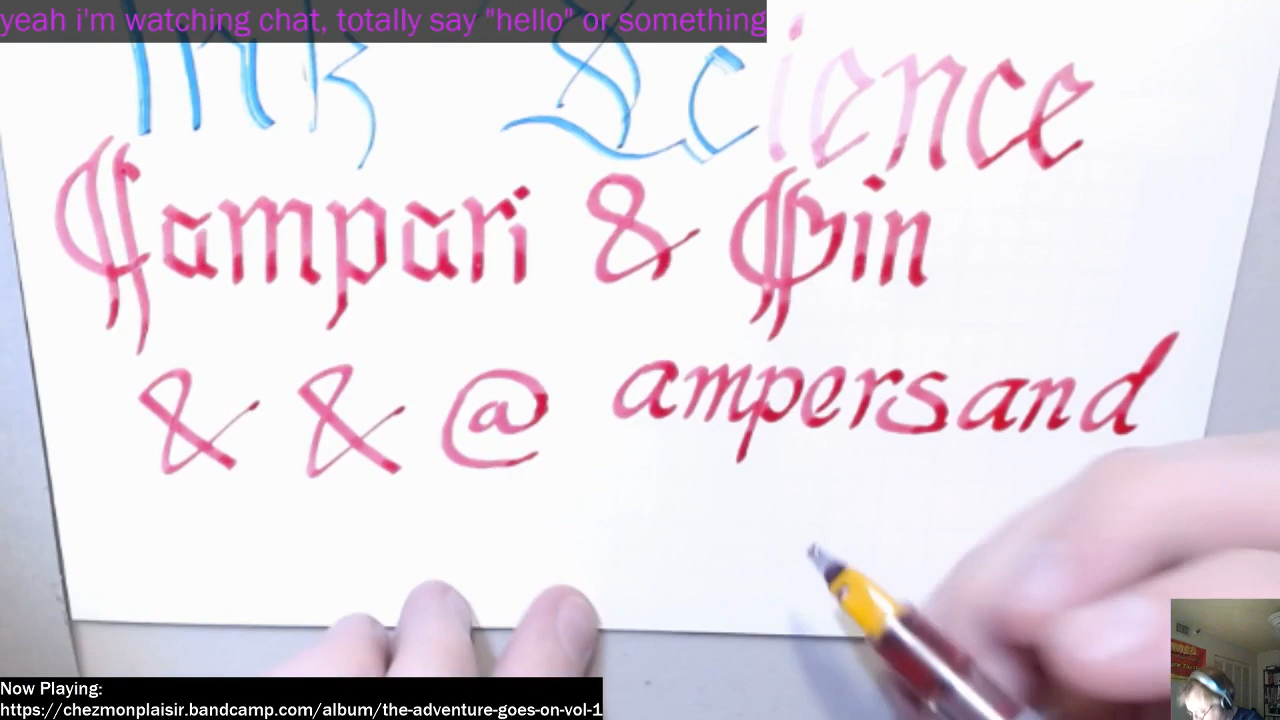 yeah i'm watching chat, totally say "hello" or something
Ink Science
Campari & Gin
& & @ ampersand
Now Playing:
https://chezmonplaisir.bandcamp.com/album/the-adventure-goes-on-vol-1